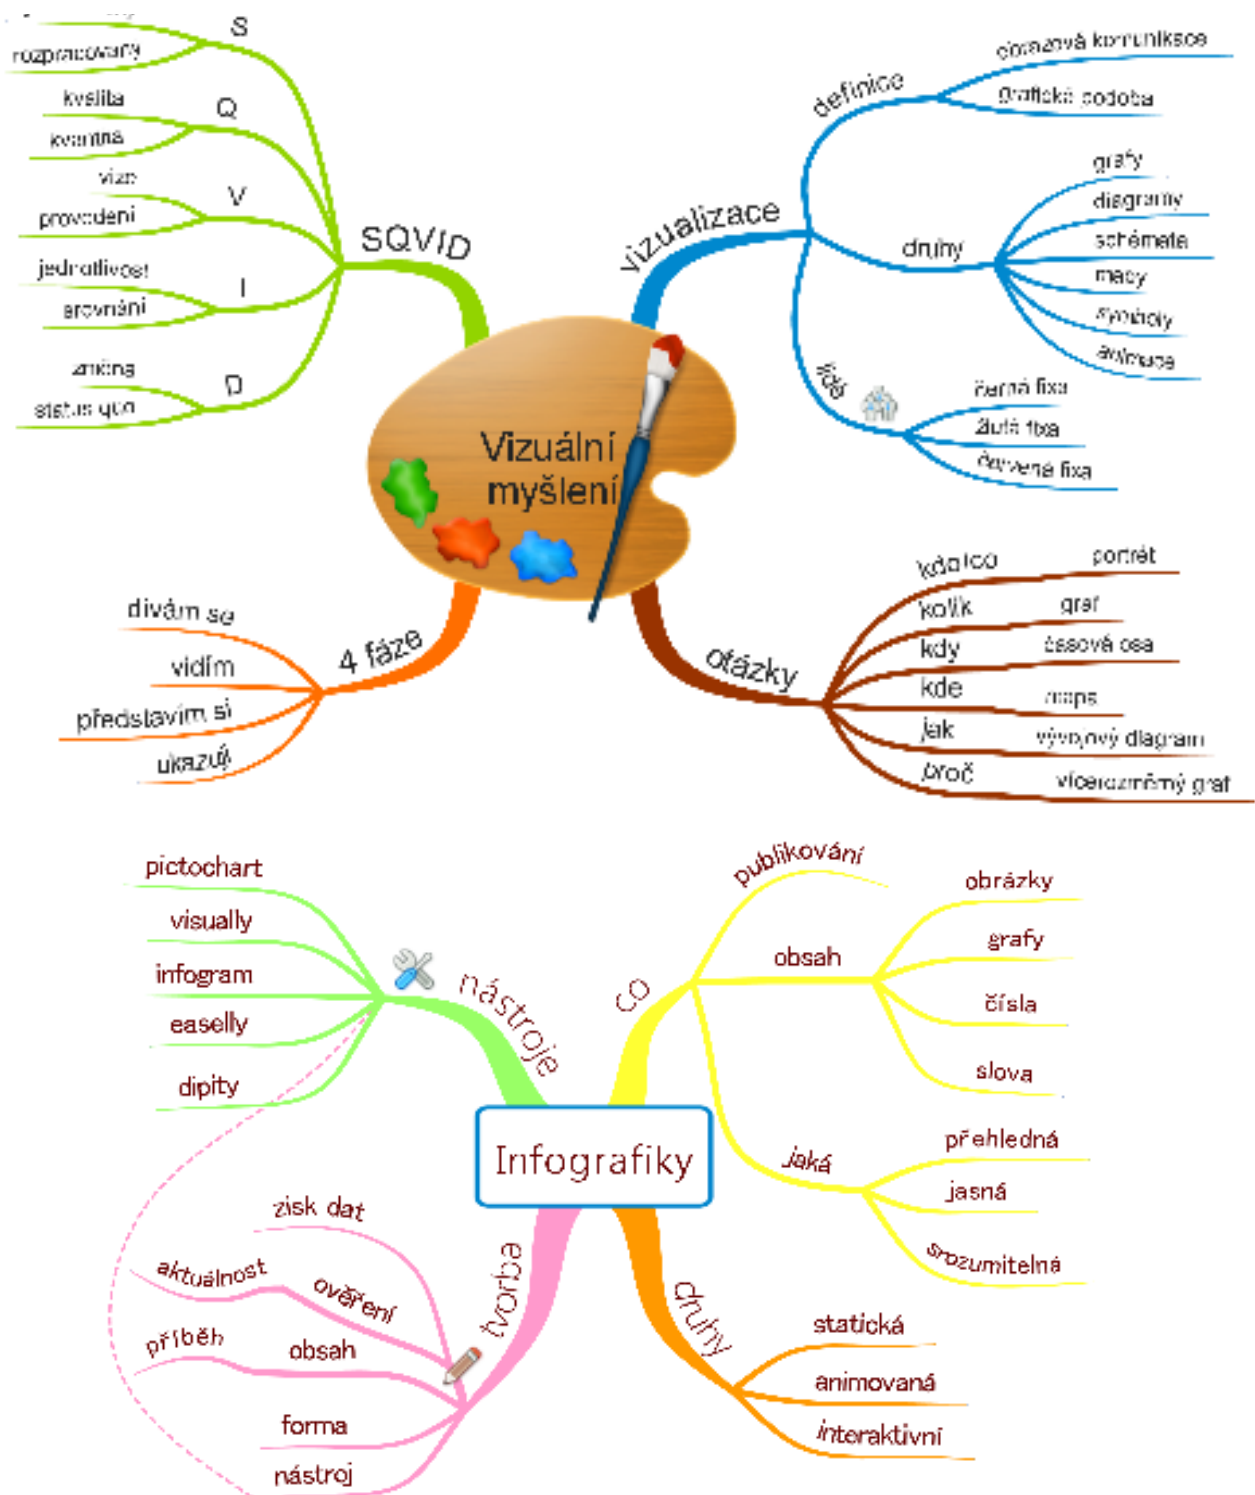 S
rozpracovaný
Q
kvalita
kvantita
V
vize
provedení
I
jednotlivost
srovnání
D
změna
status quo
SQVID
vizualizace
definice
obrazová komunikace
grafická podoba
druhy
grafy
diagramy
schémata
mapy
symboly
animace
lidé
černá fixa
žlutá fixa
červená fixa
Vizuální
myšlení
4 fáze
dívám se
vidím
představím si
ukazuji
otázky
kdo/co
portrét
kolik
graf
kdy
časová osa
kde
mapa
jak
vývojový diagram
proč
vícerozměrný graf
pictochart
visually
infogram
easelly
dipity
nástroje
co
publikování
obsah
obrázky
grafy
čísla
slova
jaká
přehledná
jasná
srozumitelná
Infografiky
tvorba
zisk dat
aktuálnost
ověření
příběh
obsah
forma
nástroj
druhy
statická
animovaná
interaktivní